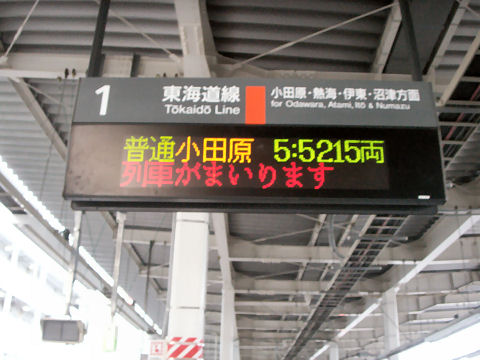 1
東海道線
Tōkaidō Line
小田原・熱海・伊東・沼津方面
for Odawara, Atami, Itō & Numazu
普通小田原 5:5215両
列車がまいります